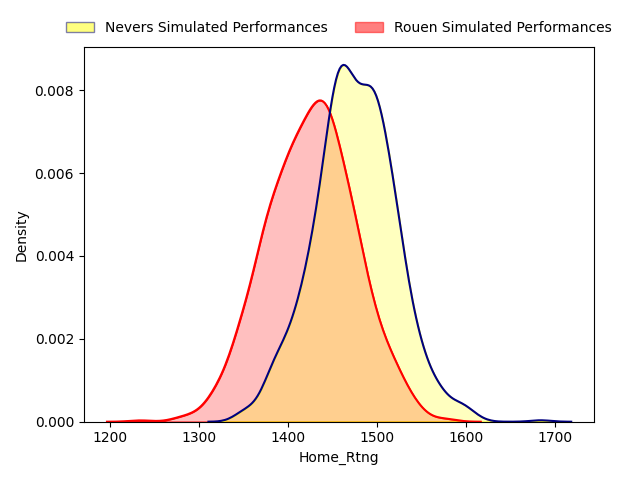 Nevers Simulated Performances Rouen Simulated Performances
0.008
0.006
0.004
0.002
0.000
Density
1200 1300 1400 1500 1600 1700
Home_Rtng